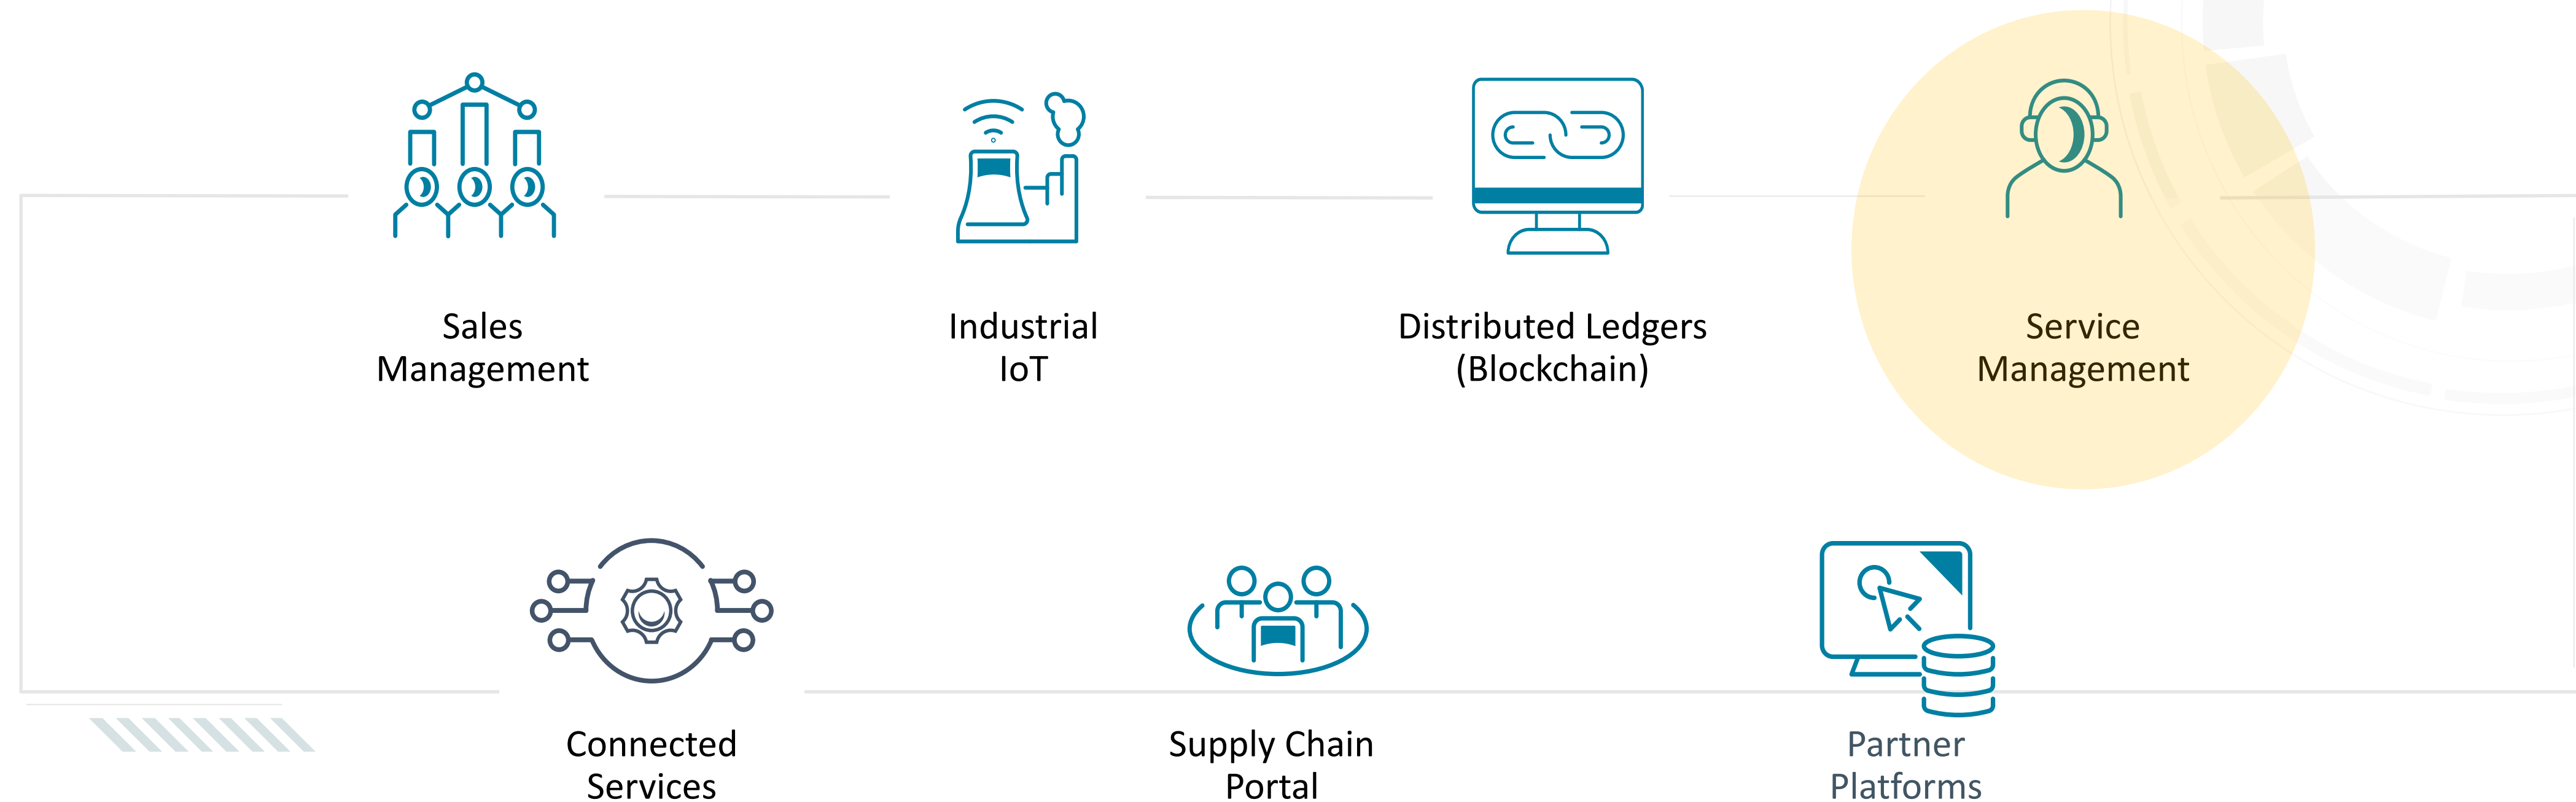 Sales
Management
Industrial
IoT
Distributed Ledgers
(Blockchain)
Service
Management
Connected
Services
Supply Chain
Portal
Partner
Platforms